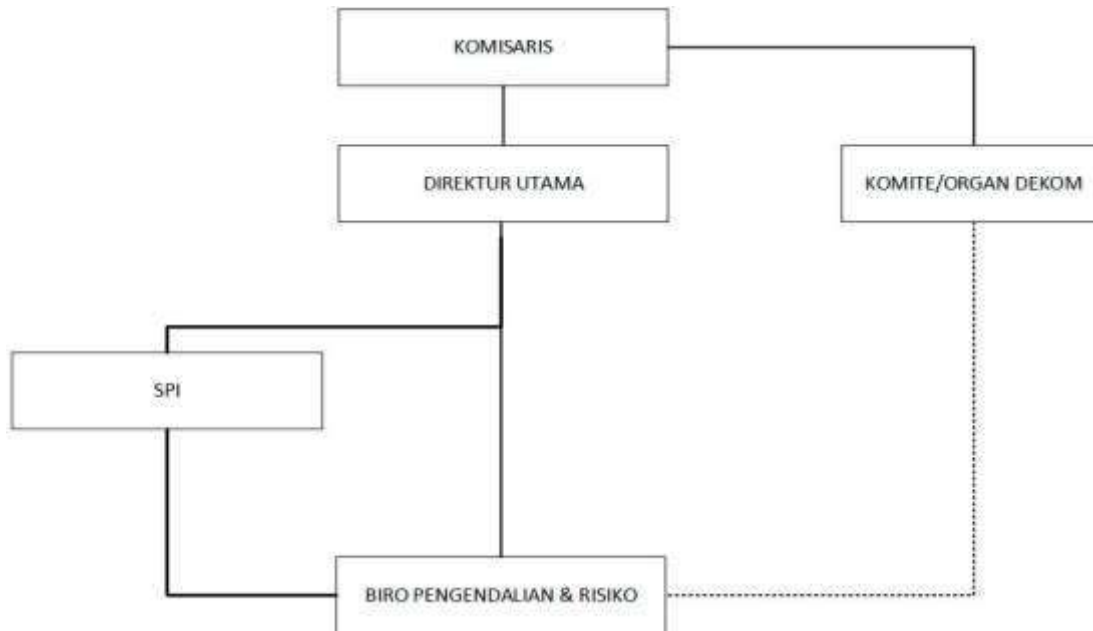 KOMISARIS
DIREKTUR UTAMA
KOMITE/ORGAN DEKOM
SPI
BIRO PENGENDALIAN & RISIKO